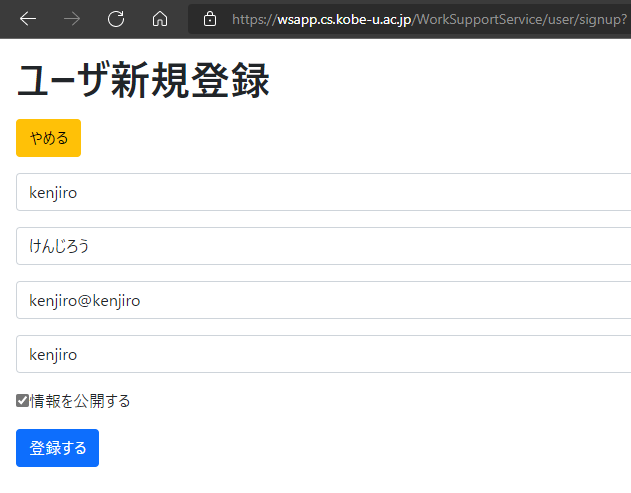 https://wsapp.cs.kobe-u.ac.jp/WorkSupportService/user/signup?
ユーザ新規登録
やめる
kenjiro
けんじろう
kenjiro@kenjiro
kenjiro
情報を公開する
登録する